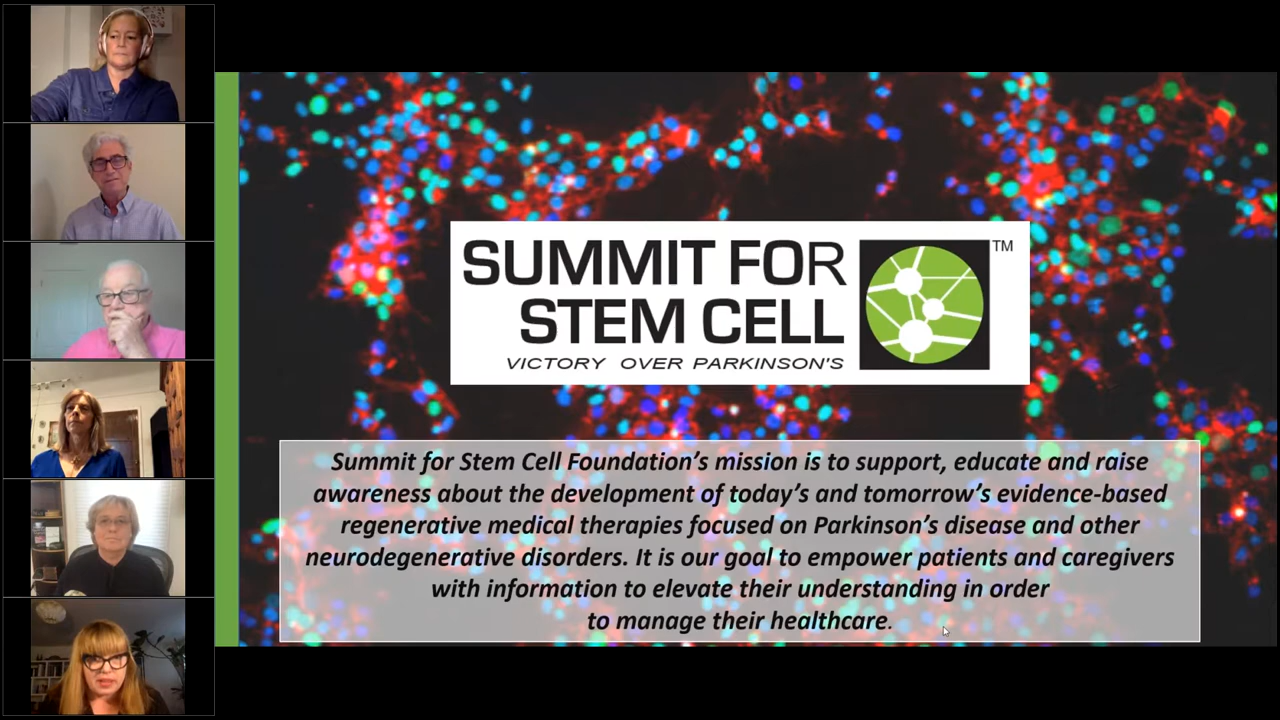 SUMMIT FOR
STEM CELL
TM
VICTORY OVER PARKINSON'S
Summit for Stem Cell Foundation's mission is to support, educate and raise
awareness about the development of today's and tomorrow's evidence-based
regenerative medical therapies focused on Parkinson's disease and other
neurodegenerative disorders. It is our goal to empower patients and caregivers
with information to elevate their understanding in order
to manage their healthcare.